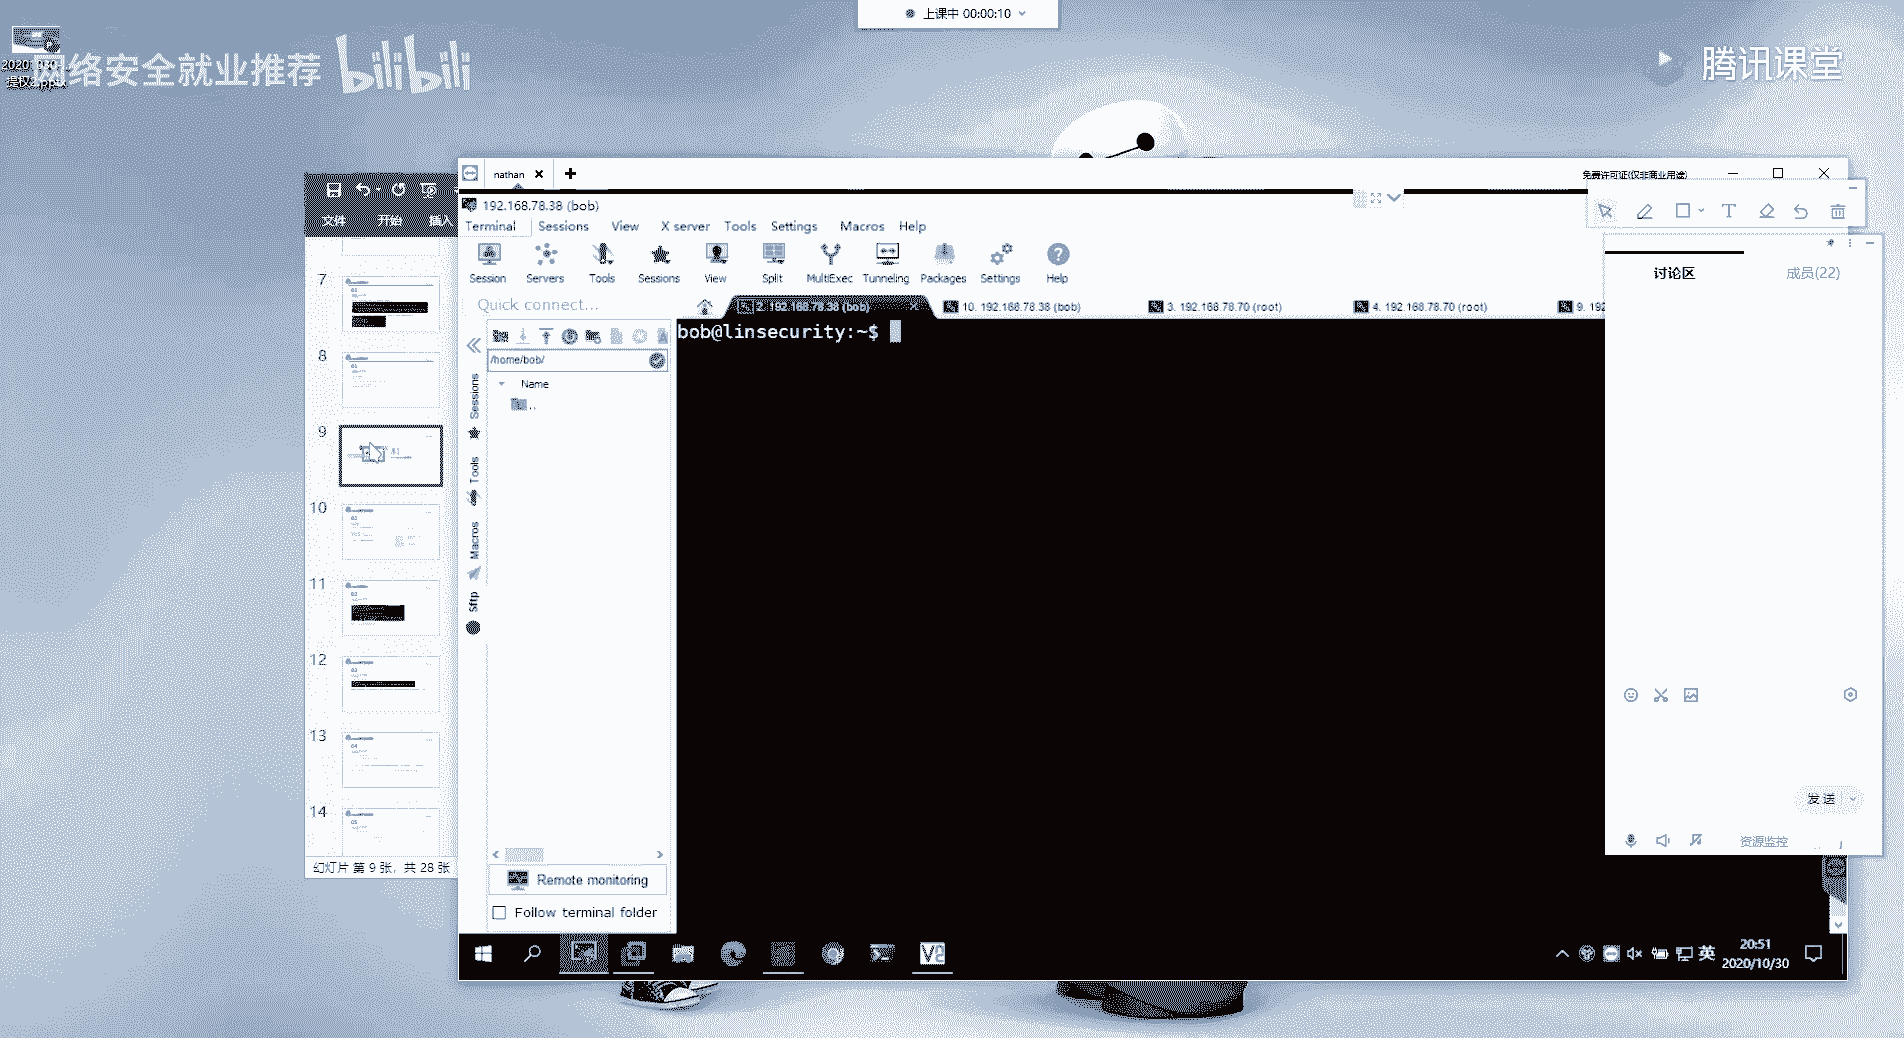 上课中 00:00:10
网络安全就业推荐 bilibili
腾讯课堂
nathan
免费许可证(仅非商业用途)
192.168.78.38 (bob)
文件 开始 插入
Terminal Sessions View X server Tools Settings Macros Help
Session Servers Tools Sessions View Split MultiExec Tunneling Packages Settings Help
讨论区 成员(22)
Quick connect...
2. 192.168.78.38 (bob)
10. 192.168.78.38 (bob)
3. 192.168.78.70 (root)
4. 192.168.78.70 (root)
9. 192
bob@linsecurity:~$
/home/bob/
Name
..
Sessions
Tools
Macros
Sftp
7
8
9
10
11
12
13
14
幻灯片 第 9 张，共 28 张
Remote monitoring
Follow terminal folder
发送
资源监控
V2
英
20:51
2020/10/30